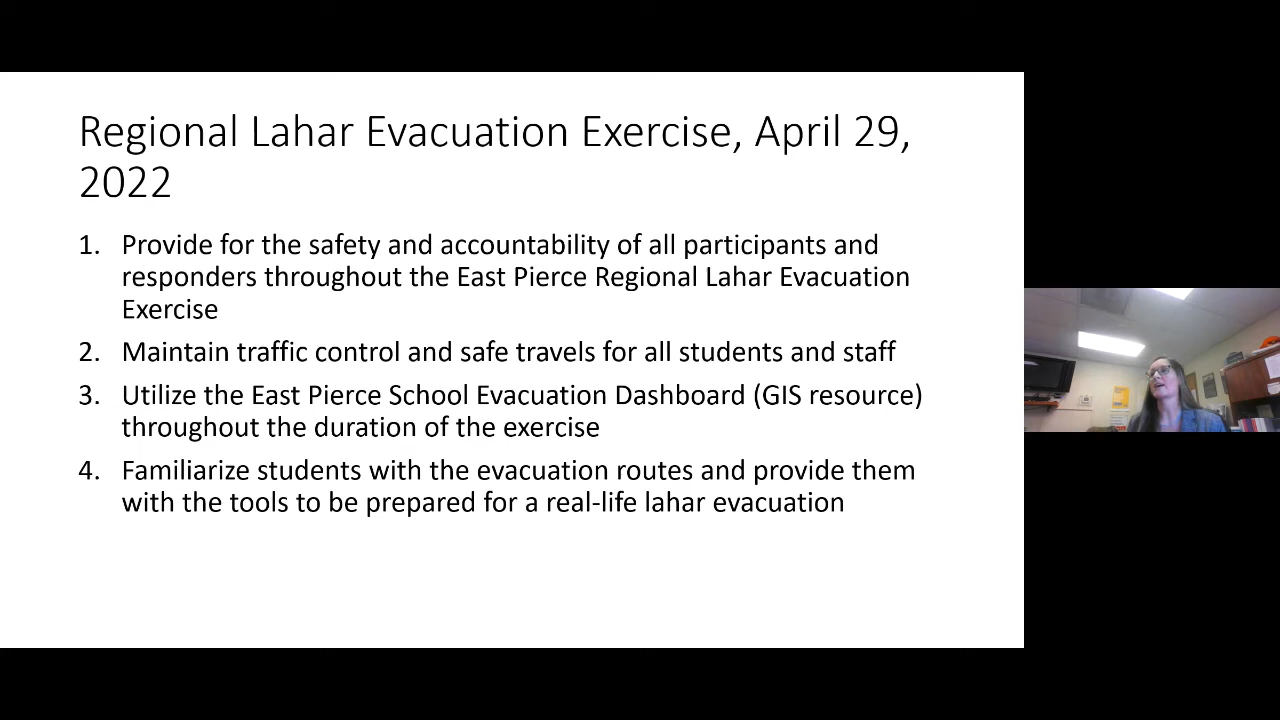 Regional Lahar Evacuation Exercise, April 29,
2022
1. Provide for the safety and accountability of all participants and
responders throughout the East Pierce Regional Lahar Evacuation
Exercise
2. Maintain traffic control and safe travels for all students and staff
3. Utilize the East Pierce School Evacuation Dashboard (GIS resource)
throughout the duration of the exercise
4. Familiarize students with the evacuation routes and provide them
with the tools to be prepared for a real-life lahar evacuation